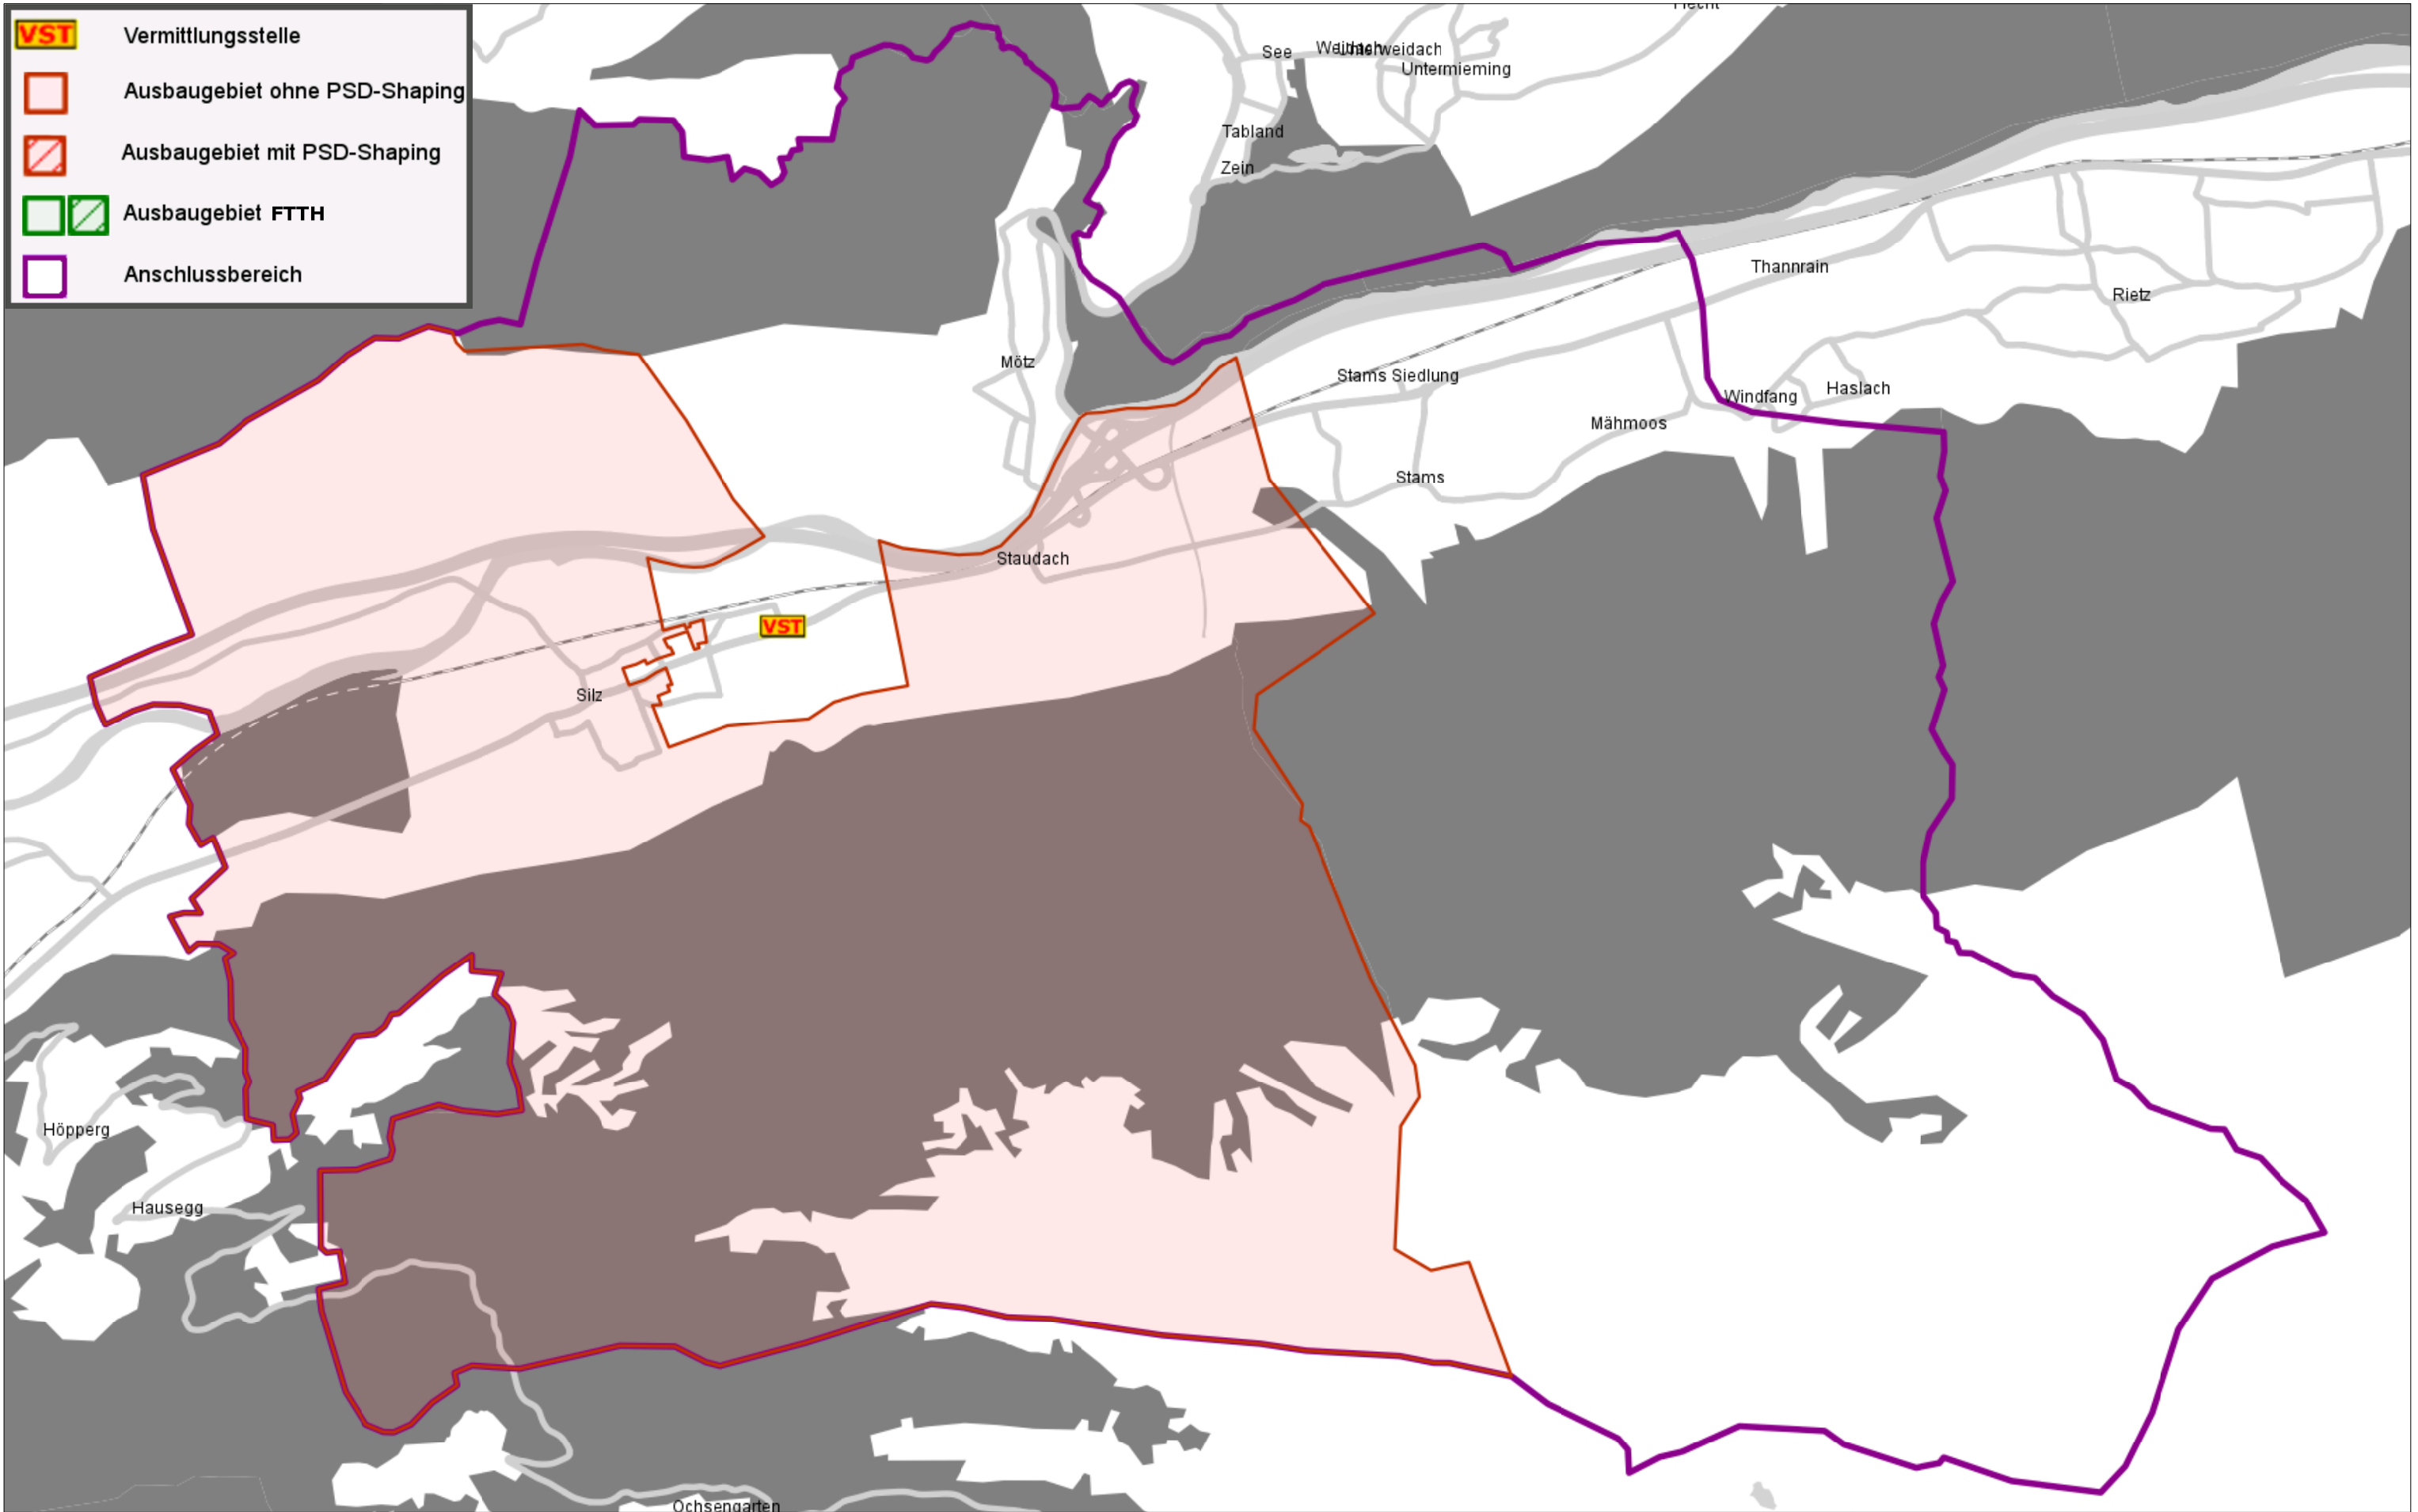 VST Vermittlungsstelle
Ausbaugebiet ohne PSD-Shaping
Ausbaugebiet mit PSD-Shaping
Ausbaugebiet FTTH
Anschlussbereich
See
Unterweidach
Untermieming
Tabland
Zein
Thannrain
Rietz
Mötz
Stams Siedlung
Windfang
Haslach
Mähmoos
Stams
Staudach
VST
Silz
Höpperg
Hausegg
Ochsengarten